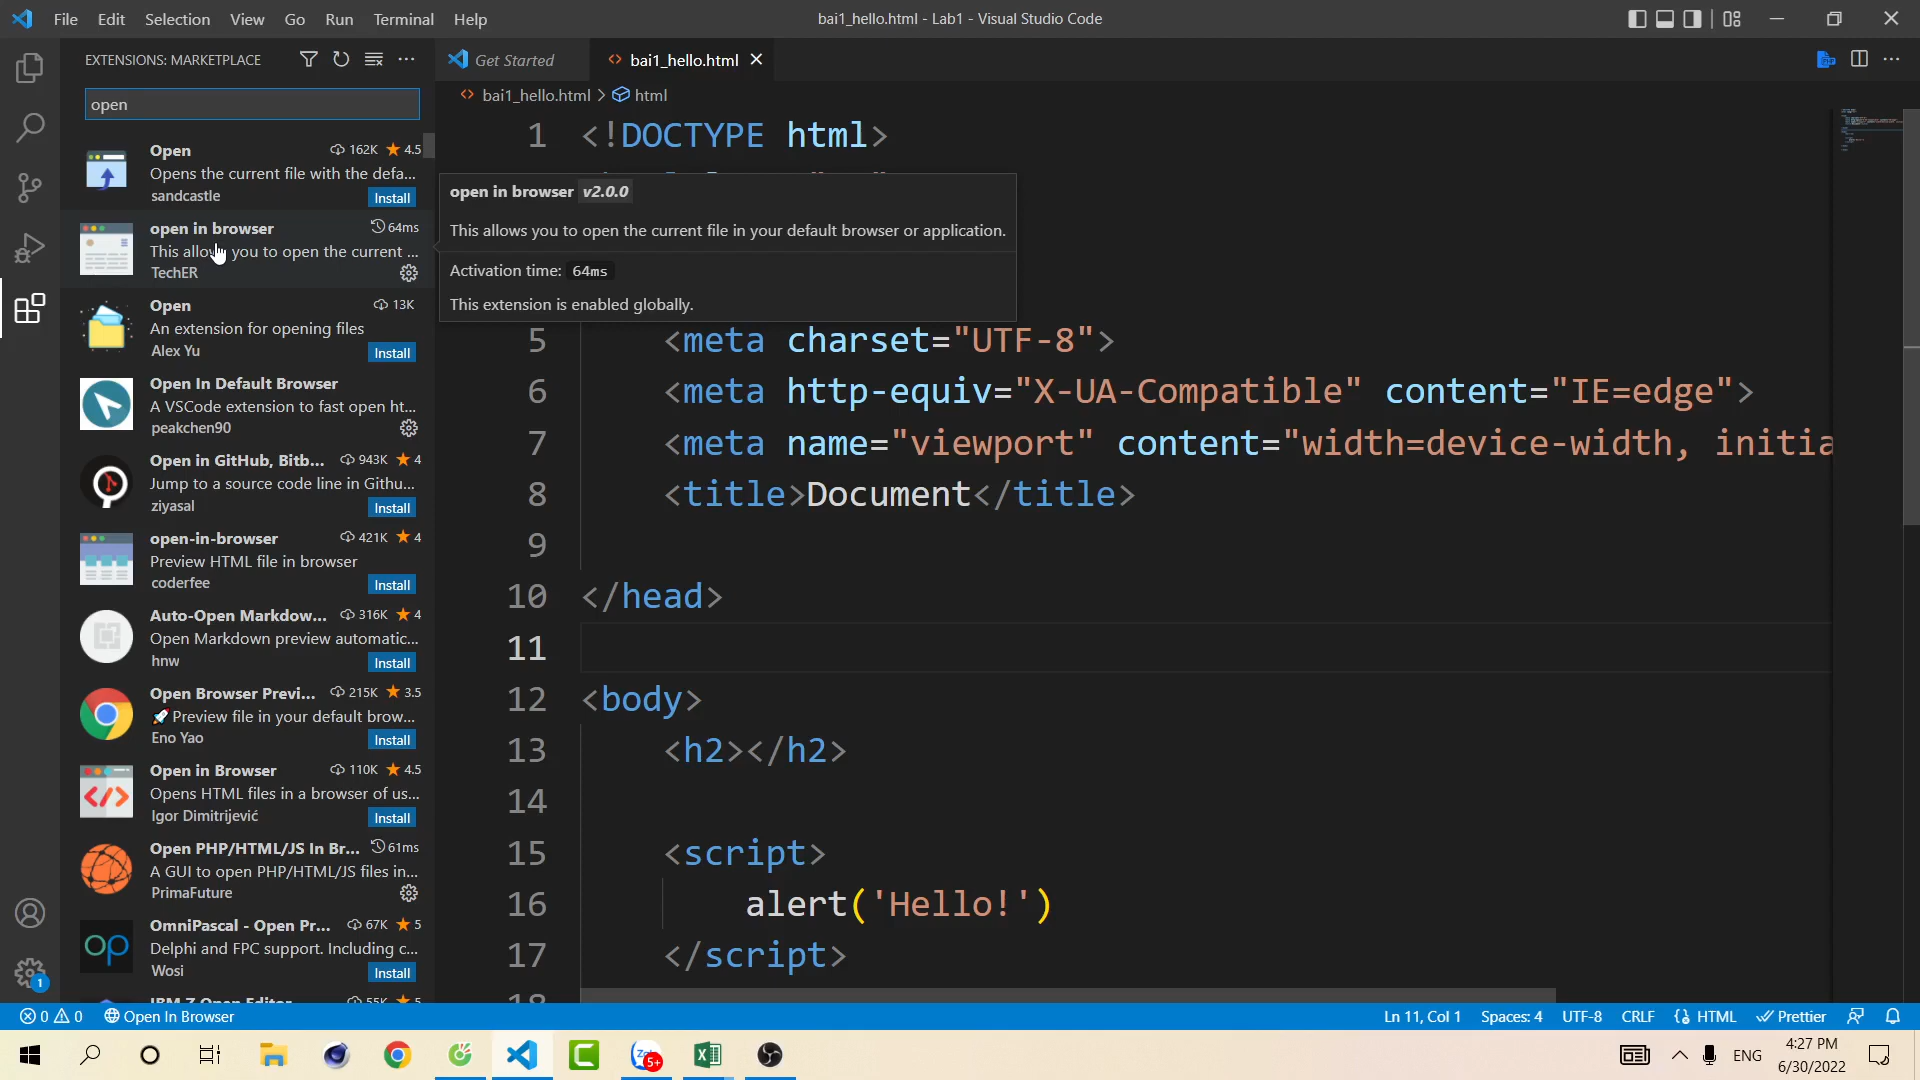 File Edit Selection View Go Run Terminal Help
bai1_hello.html - Lab1 - Visual Studio Code
EXTENSIONS: MARKETPLACE
open
Open 162K 4.5
Opens the current file with the defa...
sandcastle Install
open in browser 64ms
This allow you to open the current ...
TechER
Open 13K
An extension for opening files
Alex Yu Install
Open In Default Browser
A VSCode extension to fast open ht...
peakchen90
Open in GitHub, Bitb... 943K 4
Jump to a source code line in Githu...
ziyasal Install
open-in-browser 421K 4
Preview HTML file in browser
coderfee Install
Auto-Open Markdow... 316K 4
Open Markdown preview automatic...
hnw Install
Open Browser Previ... 215K 3.5
🚀Preview file in your default brow...
Eno Yao Install
Open in Browser 110K 4.5
Opens HTML files in a browser of us...
Igor Dimitrijević Install
Open PHP/HTML/JS In Br... 61ms
A GUI to open PHP/HTML/JS files in...
PrimaFuture
OmniPascal - Open Pr... 67K 5
Delphi and FPC support. Including c...
Wosi Install
IBM Z Open Editor 55K 5
Get Started bai1_hello.html
bai1_hello.html > html
1 <!DOCTYPE html>
open in browser v2.0.0
This allows you to open the current file in your default browser or application.
Activation time: 64ms
This extension is enabled globally.
5 <meta charset="UTF-8">
6 <meta http-equiv="X-UA-Compatible" content="IE=edge">
7 <meta name="viewport" content="width=device-width, initia
8 <title>Document</title>
9
10 </head>
11
12 <body>
13 <h2></h2>
14
15 <script>
16 alert('Hello!')
17 </script>
18
0 0 Open In Browser
Ln 11, Col 1 Spaces: 4 UTF-8 CRLF HTML Prettier
5+
ENG
4:27 PM
6/30/2022